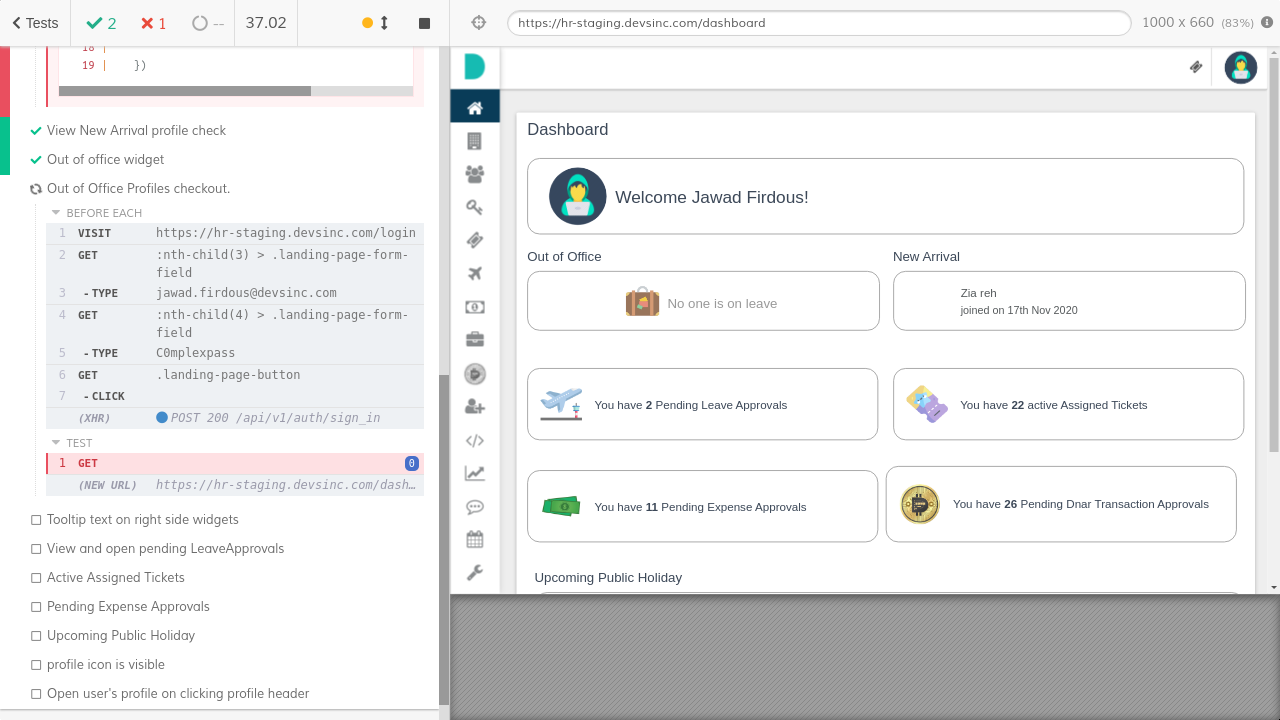 Tests
2
1
--
37.02
https://hr-staging.devsinc.com/dashboard
1000 x 660 (83%)
18 |
19 |     })
View New Arrival profile check
Out of office widget
Out of Office Profiles checkout.
BEFORE EACH
1 VISIT https://hr-staging.devsinc.com/login
2 GET :nth-child(3) > .landing-page-form-
field
3 - TYPE jawad.firdous@devsinc.com
4 GET :nth-child(4) > .landing-page-form-
field
5 - TYPE C0mplexpass
6 GET .landing-page-button
7 - CLICK
(XHR) POST 200 /api/v1/auth/sign_in
TEST
1 GET 0
(NEW URL) https://hr-staging.devsinc.com/dash…
Tooltip text on right side widgets
View and open pending LeaveApprovals
Active Assigned Tickets
Pending Expense Approvals
Upcoming Public Holiday
profile icon is visible
Open user's profile on clicking profile header
Dashboard
Welcome Jawad Firdous!
Out of Office
New Arrival
No one is on leave
Zia reh
joined on 17th Nov 2020
You have 2 Pending Leave Approvals
You have 22 active Assigned Tickets
You have 11 Pending Expense Approvals
You have 26 Pending Dnar Transaction Approvals
Upcoming Public Holiday